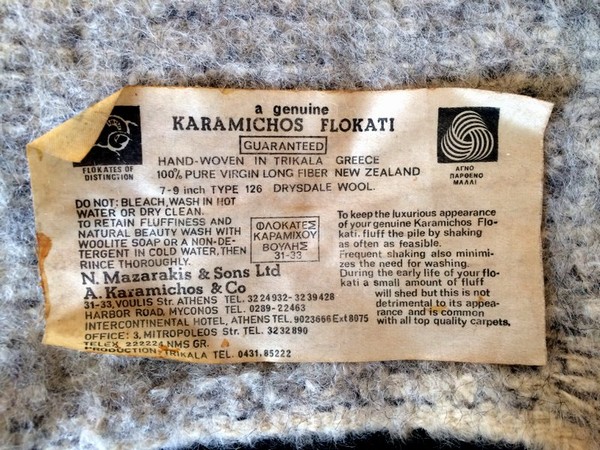 a genuine
KARAMICHOS FLOKATI
GUARANTEED
HAND-WOVEN IN TRIKALA GREECE
100% PURE VIRGIN LONG FIBER NEW ZEALAND
7-9 inch TYPE 126 DRYSDALE WOOL.
FLOKATES OF
DISTINCTION
ΑΓΝΟ
ΠΑΡΘΕΝΟ
ΜΑΛΛΙ
DO NOT: BLEACH, WASH IN HOT
WATER OR DRY CLEAN.
TO RETAIN FLUFFINESS AND
NATURAL BEAUTY WASH WITH
WOOLITE SOAP OR A NON-DE-
TERGENT IN COLD WATER, THEN
RINCE THOROUGHLY.
ΦΛΟΚΑΤΕΣ
ΚΑΡΑΜΙΧΟΥ
ΒΟΥΛΗΣ
31-33
To keep the luxurious appearance
of your genuine Karamichos Flo-
kati. fluff the pile by shaking
as often as feasible.
Frequent shaking also minimi-
zes the need for washing.
During the early life of your flo-
kati a small amount of fluff
will shed but this is not
detrimental to its appea-
rance and is common
with all top quality carpets.
N. Mazarakis & Sons Ltd
A. Karamichos & Co
31-33, VOULIS Str. ATHENS TEL. 3224932- 3239428
HARBOR ROAD, MYCONOS TEL. 0289-22463
INTERCONTINENTAL HOTEL, ATHENS TEL. 9023666 Ext 8075
OFFICE: 3, MITROPOLEOS Str. TEL. 3232890
TELEX 222224 NMS GR.
PRODUCTION: TRIKALA TEL. 0431.85222